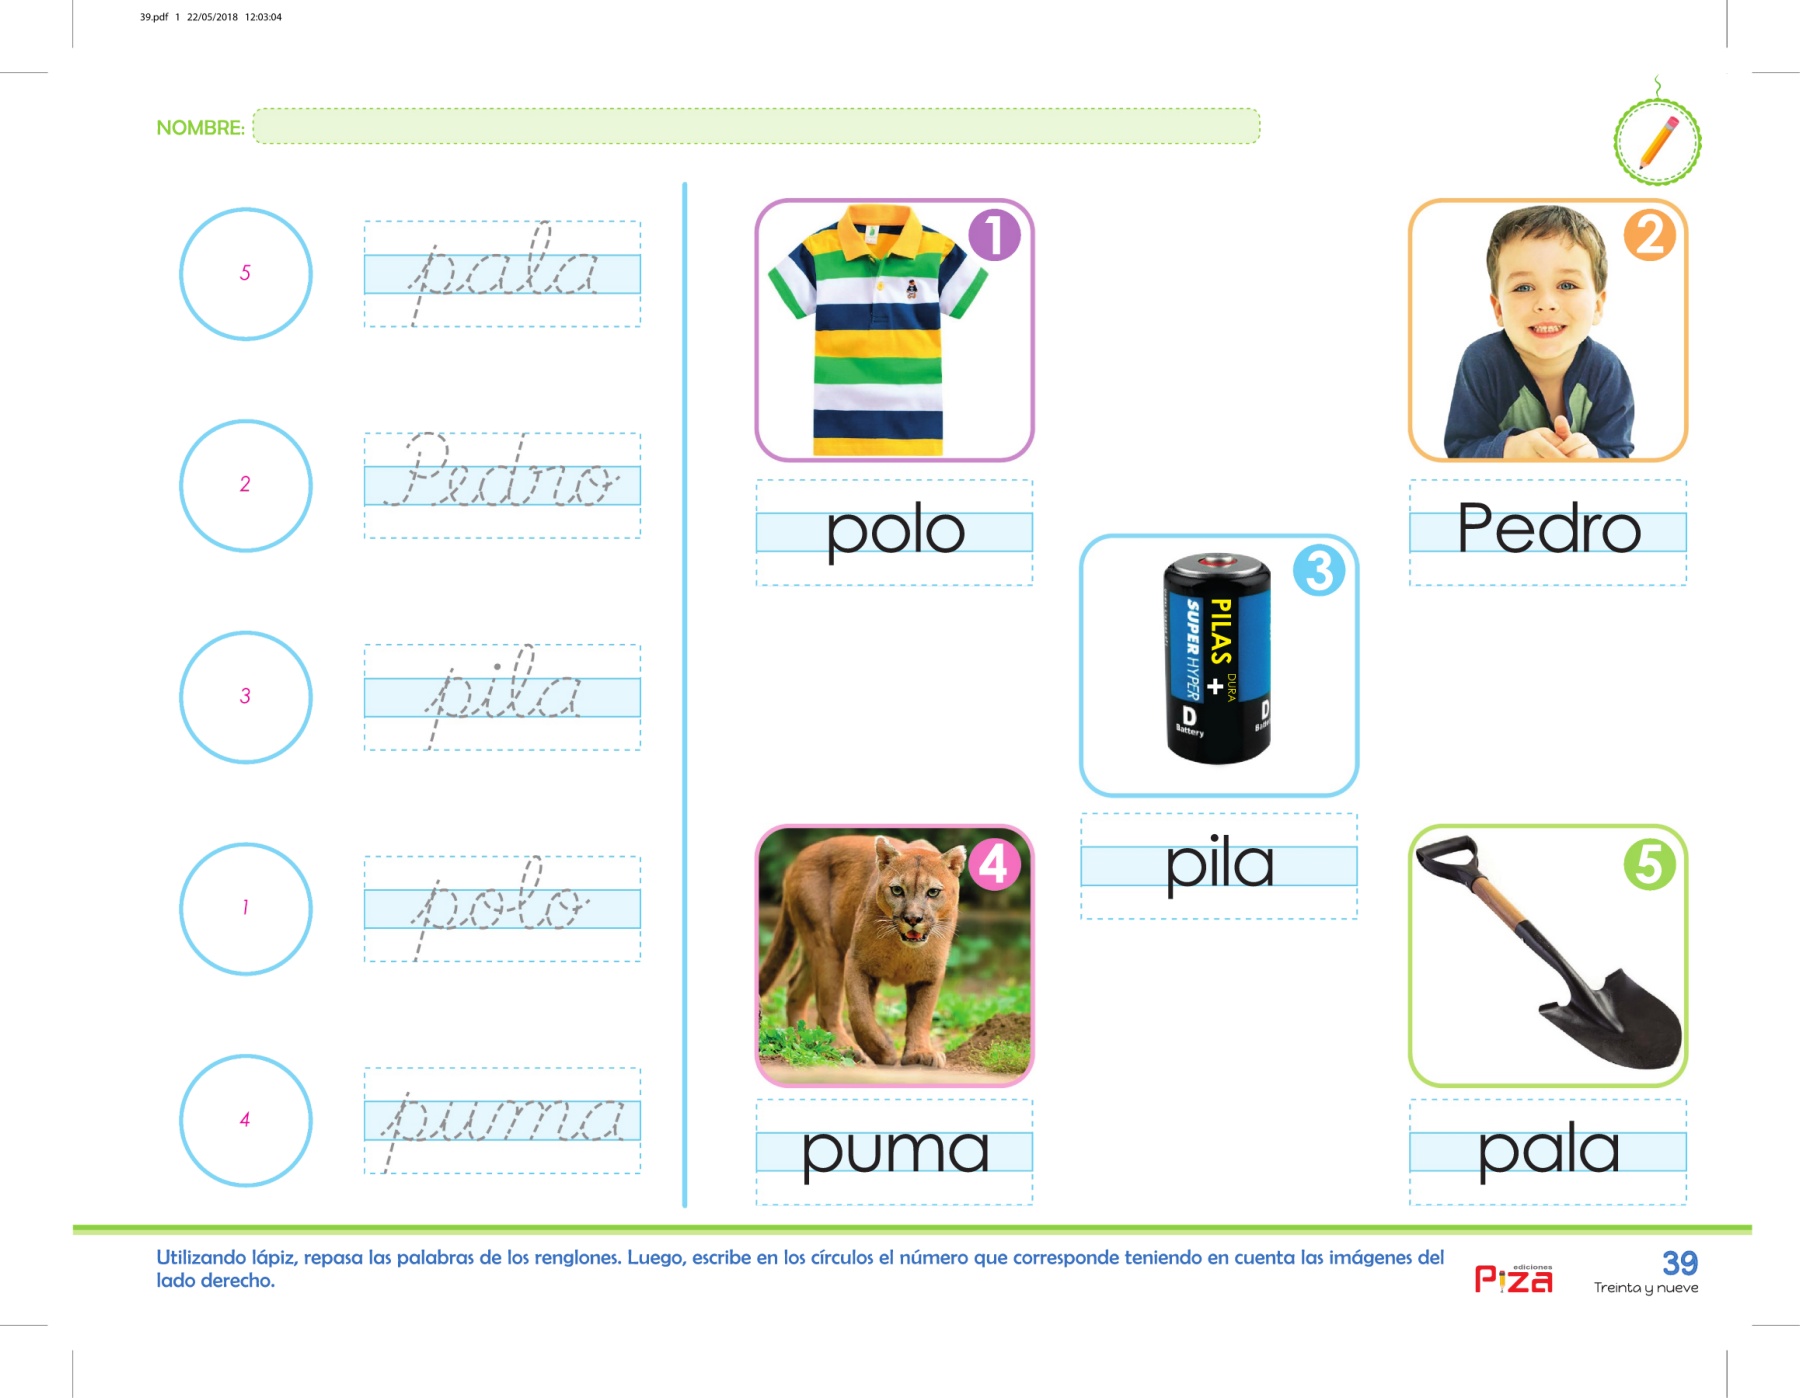 39.pdf 1 22/05/2018 12:03:04
NOMBRE:
5
pala
2
Pedro
3
pila
1
polo
4
puma
1
polo
2
Pedro
3
PILAS
DURA
+
SUPER HYPER
D
Battery
D
pila
4
puma
5
pala
Utilizando lápiz, repasa las palabras de los renglones. Luego, escribe en los círculos el número que corresponde teniendo en cuenta las imágenes del
lado derecho.
ediciones
Piza
39
Treinta y nueve